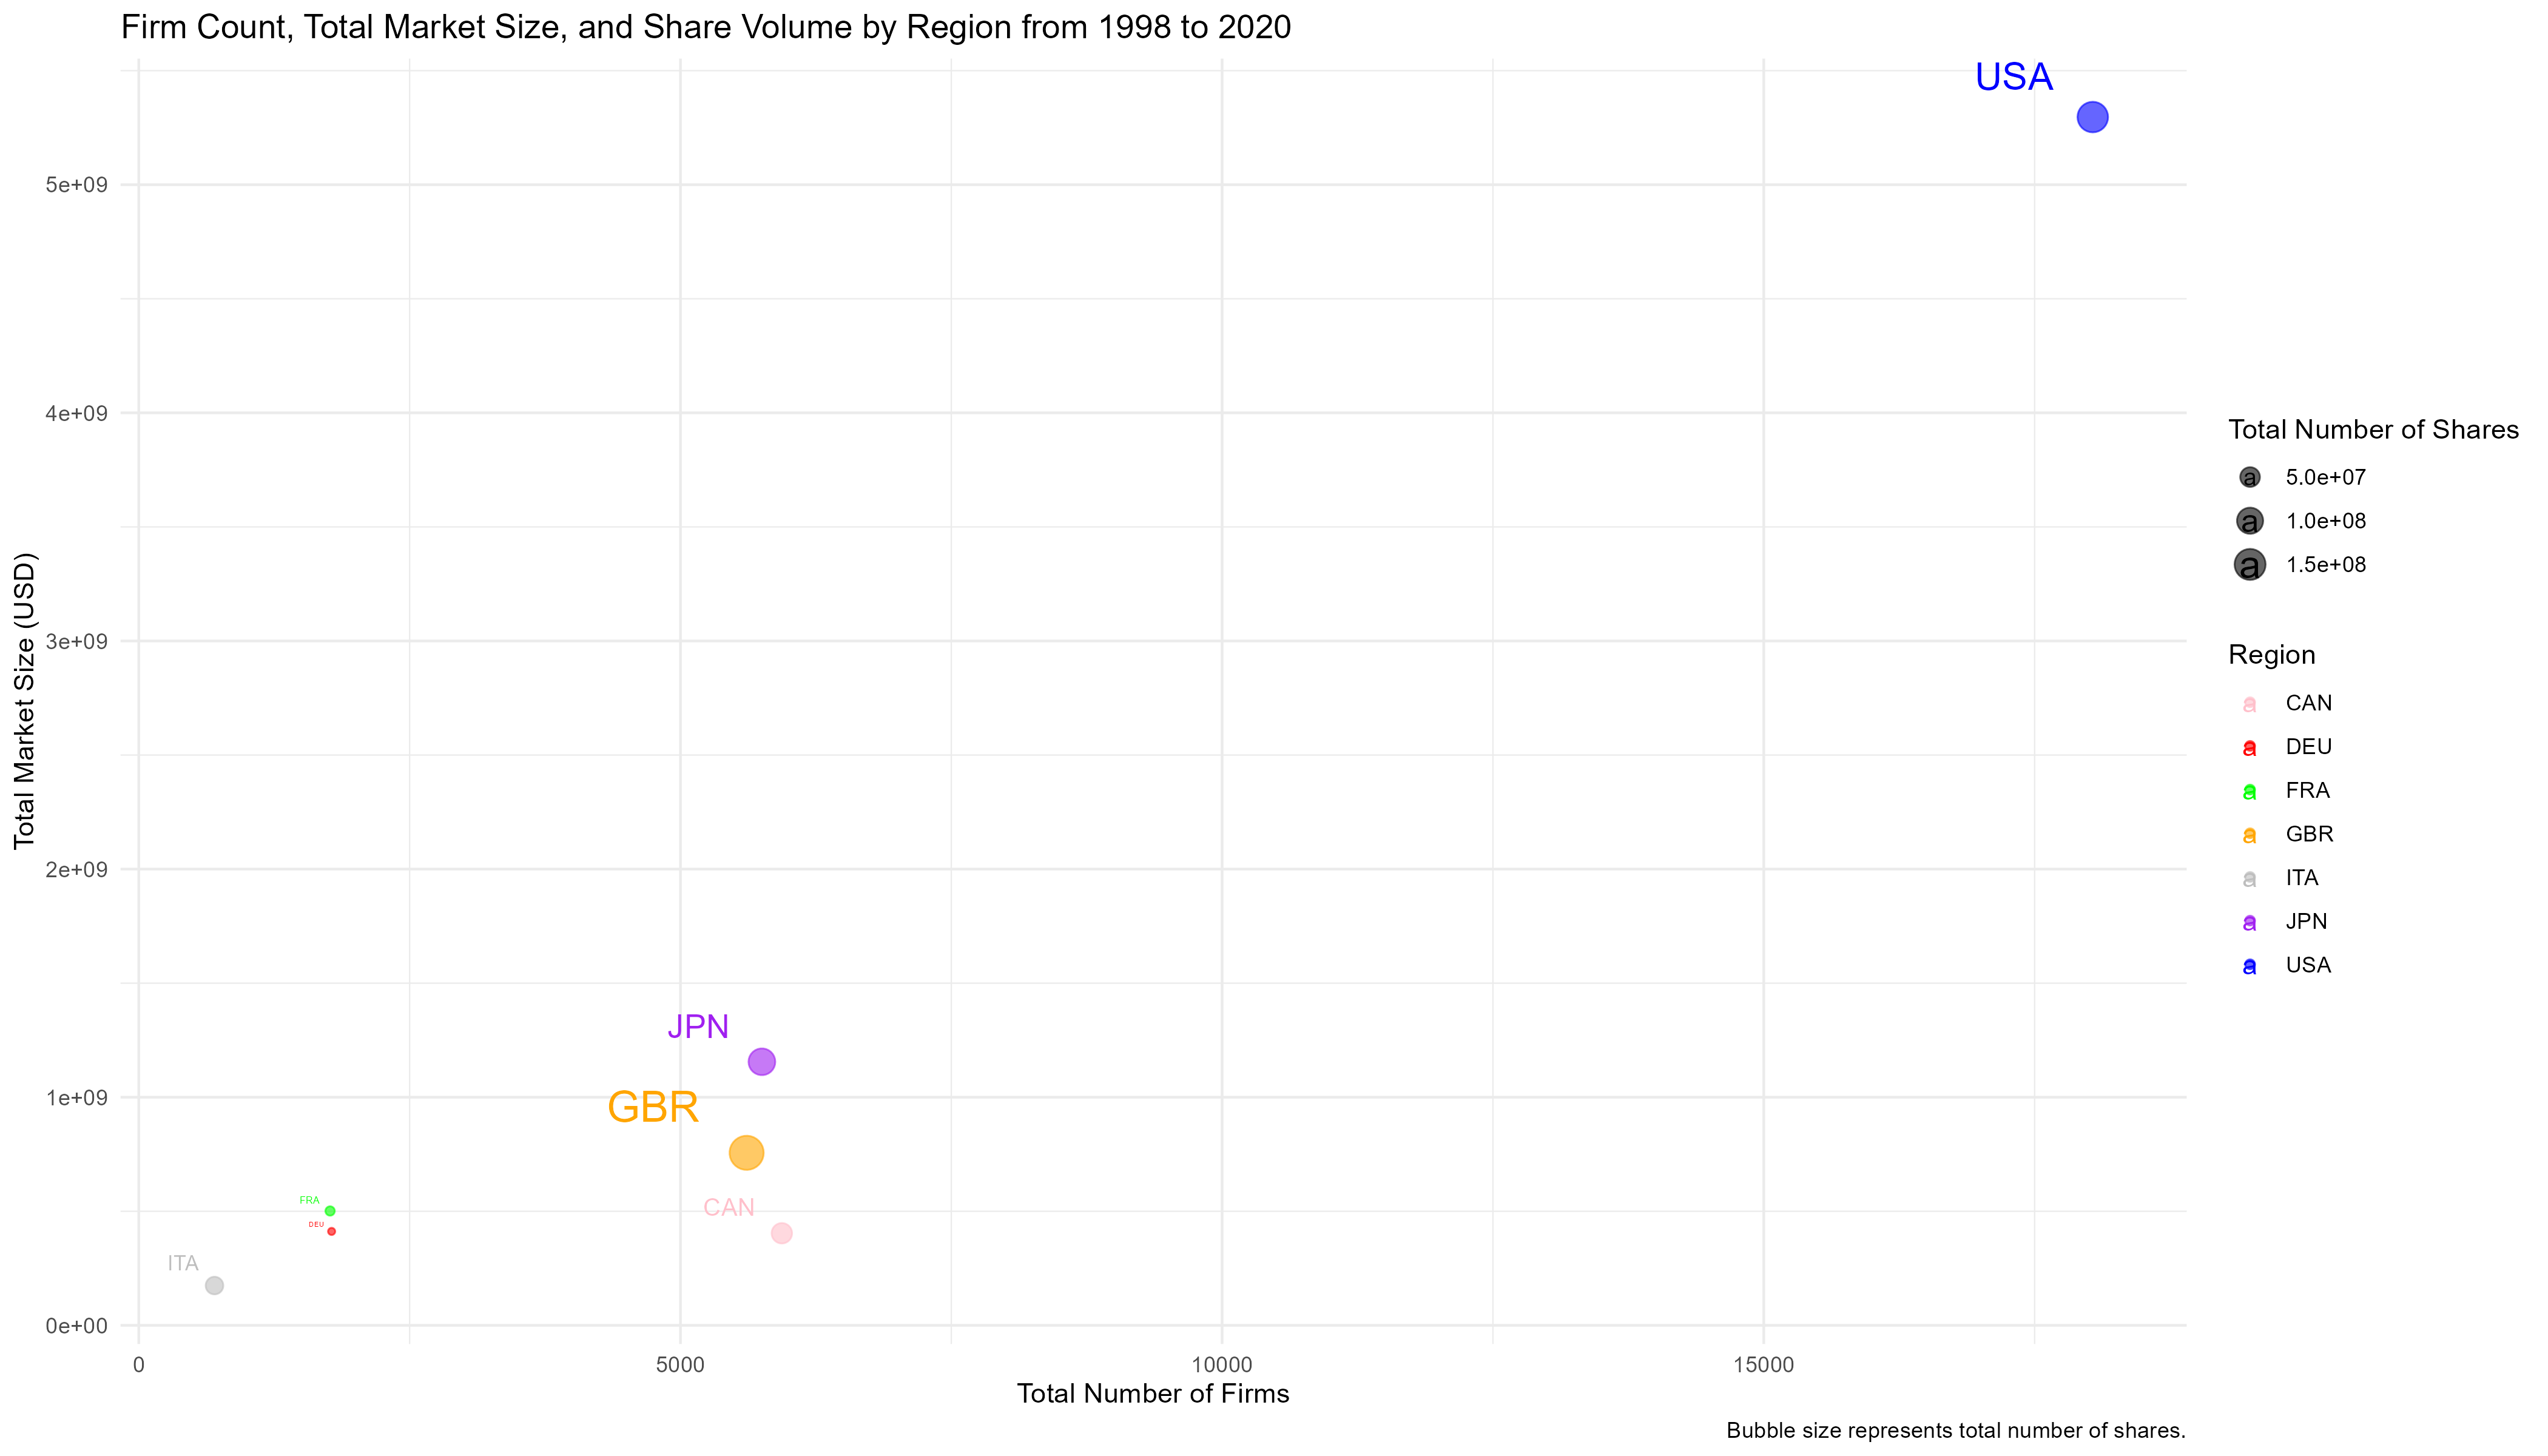 Firm Count, Total Market Size, and Share Volume by Region from 1998 to 2020
USA
5e+09
4e+09
3e+09
2e+09
1e+09
0e+00
Total Market Size (USD)
JPN
GBR
CAN
FRA
DEU
ITA
0
5000
10000
15000
Total Number of Firms
Total Number of Shares
a 5.0e+07
a 1.0e+08
a 1.5e+08
Region
a CAN
a DEU
a FRA
a GBR
a ITA
a JPN
a USA
Bubble size represents total number of shares.